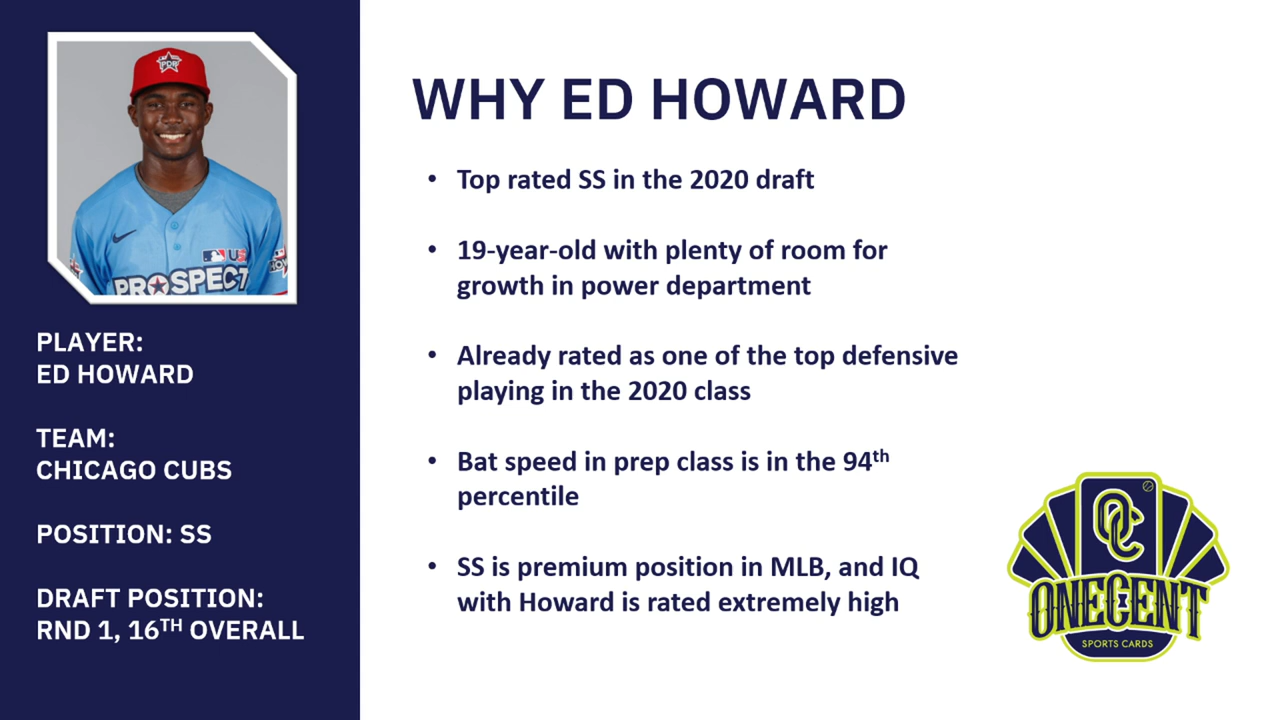 PDR
US
PROSPECT
PLAYER:
ED HOWARD
TEAM:
CHICAGO CUBS
POSITION: SS
DRAFT POSITION:
RND 1, 16TH OVERALL
WHY ED HOWARD
• Top rated SS in the 2020 draft
• 19-year-old with plenty of room for
growth in power department
• Already rated as one of the top defensive
playing in the 2020 class
• Bat speed in prep class is in the 94th
percentile
• SS is premium position in MLB, and IQ
with Howard is rated extremely high
OC
ONECENT
SPORTS CARDS